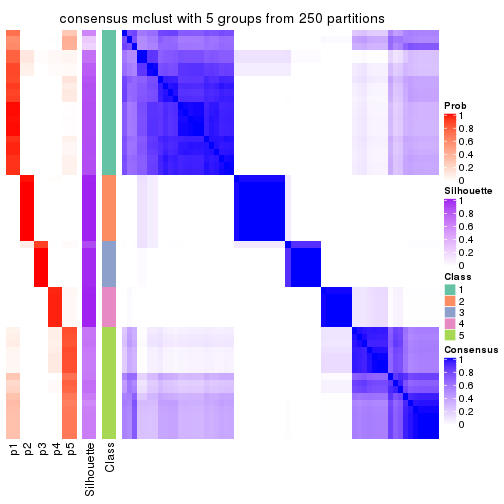 consensus mclust with 5 groups from 250 partitions
Prob
1
0.8
0.6
0.4
0.2
0
Silhouette
1
0.8
0.6
0.4
0.2
0
Class
1
2
3
4
5
Consensus
1
0.8
0.6
0.4
0.2
0
p1
p2
p3
p4
p5
Silhouette
Class